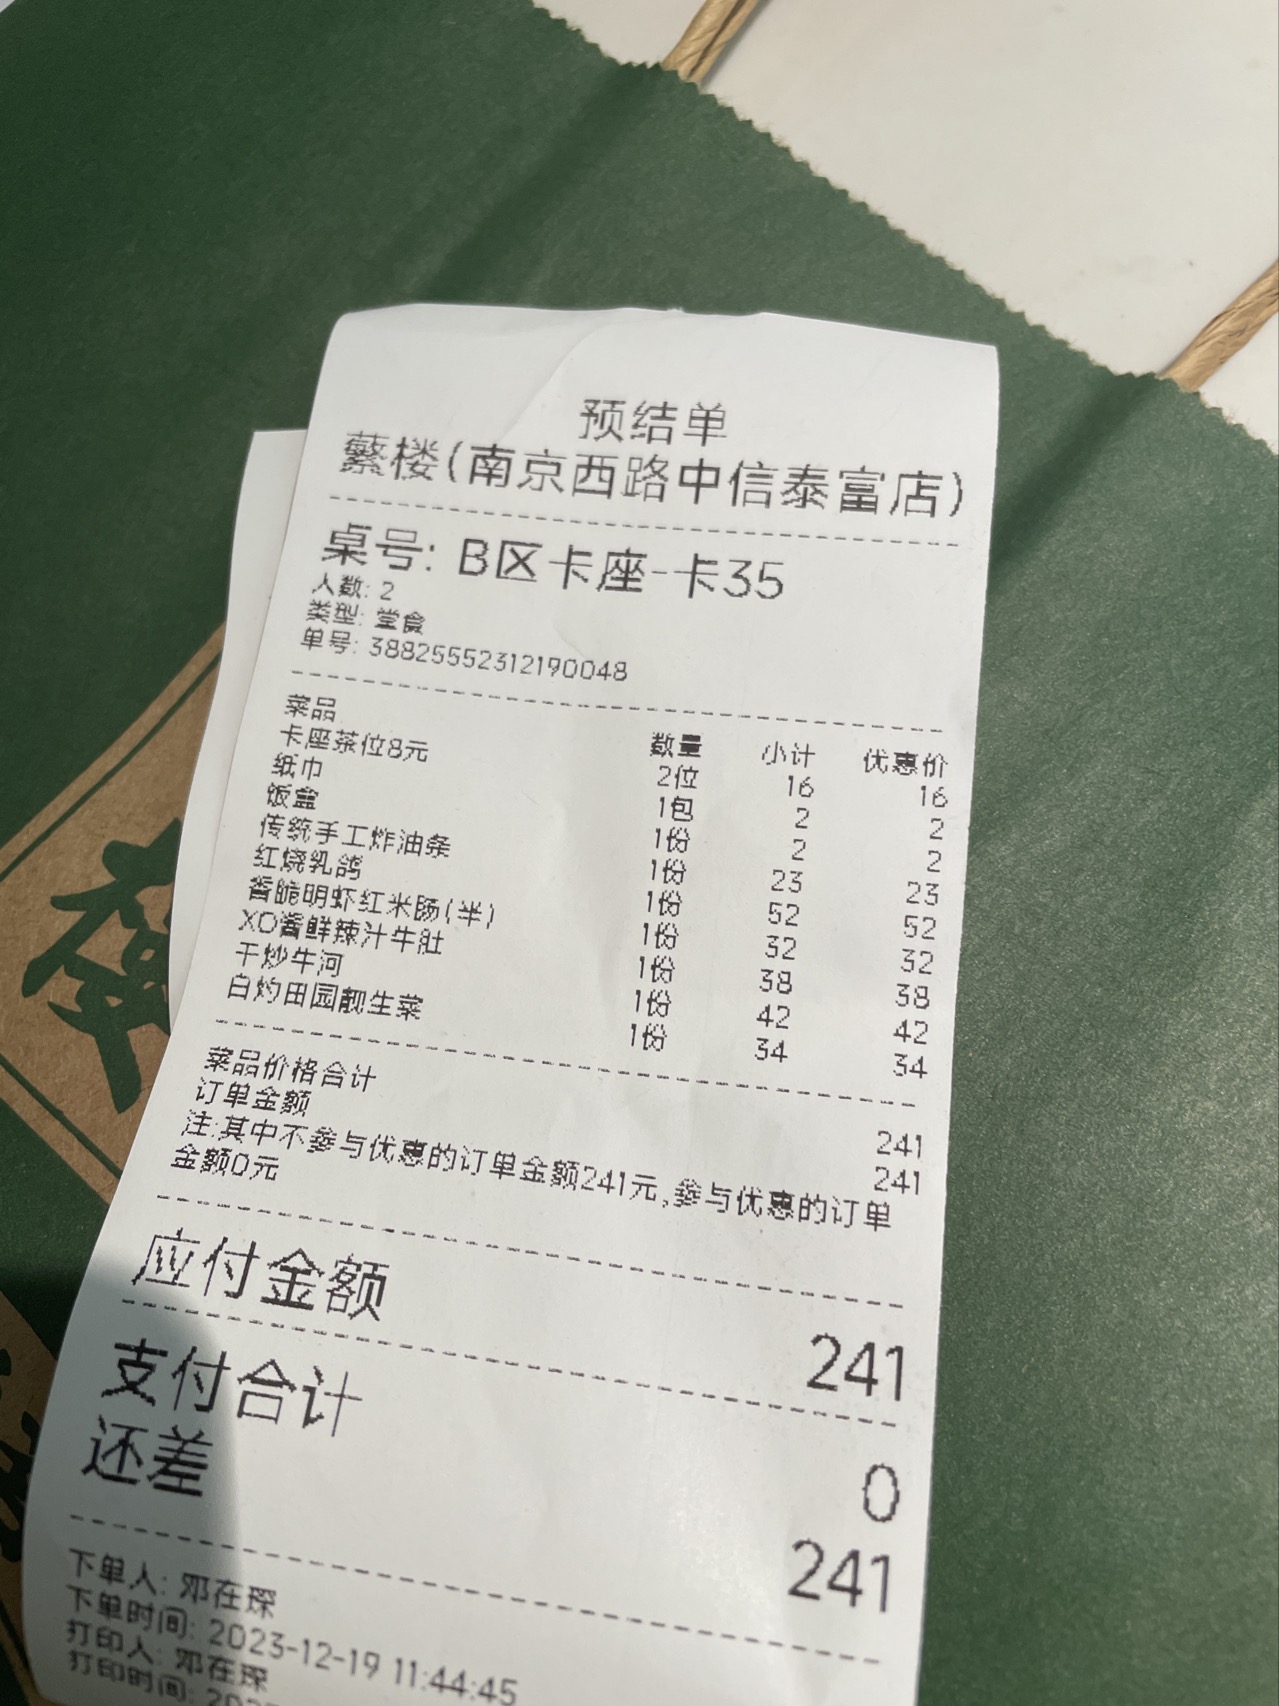 预结单
蘩楼(南京西路中信泰富店)
桌号: B区卡座-卡35
人数: 2
类型: 堂食
单号: 388255552312190048
菜品 数量 小计 优惠价
卡座茶位8元 2位 16 16
纸巾 1包 2 2
饭盒 1份 2 2
传统手工炸油条 1份 23 23
红烧乳鸽 1份 52 52
酱脆明虾红米肠(半) 1份 32 32
XO酱鲜辣汁牛肚 1份 38 38
干炒牛河 1份 42 42
白灼田园靓生菜 1份 34 34
菜品价格合计 241
订单金额 241
注:其中不参与优惠的订单金额241元,参与优惠的订单
金额0元
应付金额 241
支付合计 0
还差 241
下单人: 邓在琛
下单时间: 2023-12-19 11:44:45
打印人: 邓在琛
打印时间: 202
楼